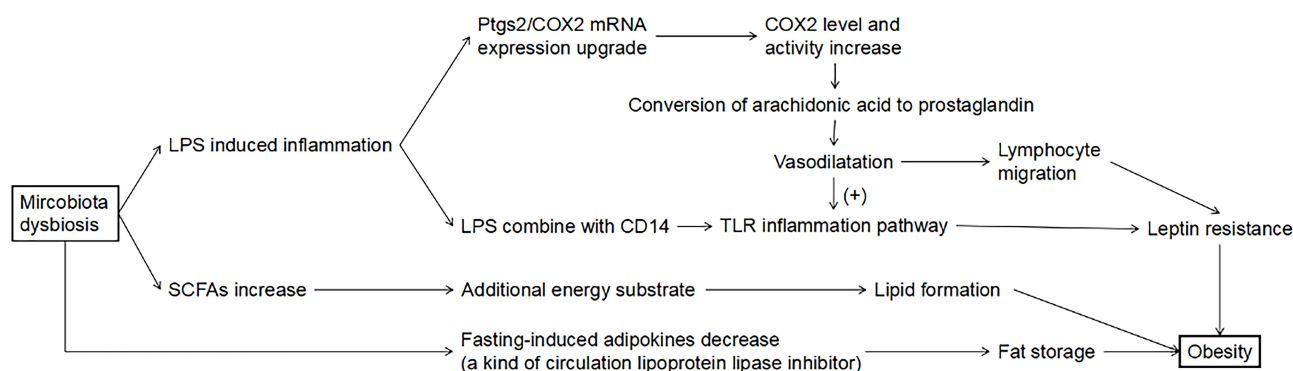 Ptgs2/COX2 mRNA
expression upgrade
COX2 level and
activity increase
Conversion of arachidonic acid to prostaglandin
LPS induced inflammation
Vasodilatation
Lymphocyte
migration
(+)
Mircobiota
dysbiosis
LPS combine with CD14
TLR inflammation pathway
Leptin resistance
SCFAs increase
Additional energy substrate
Lipid formation
Fasting-induced adipokines decrease
(a kind of circulation lipoprotein lipase inhibitor)
Fat storage
Obesity